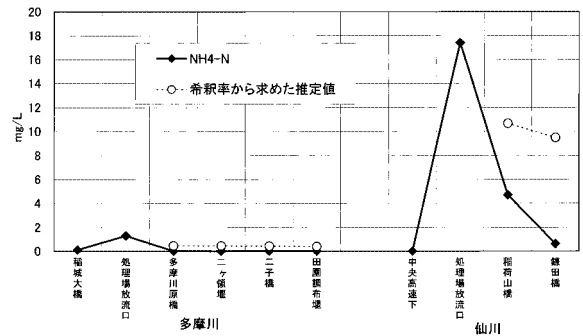 20
18
16
14
12
10
8
6
4
2
0
mg/L
NH4-N
希釈率から求めた推定値
稲城大橋
処理場放流口
多摩川原橋
二ヶ領堰
二子橋
田園調布堰
中央高速下
処理場放流口
稲荷山橋
鎌田橋
多摩川
仙川